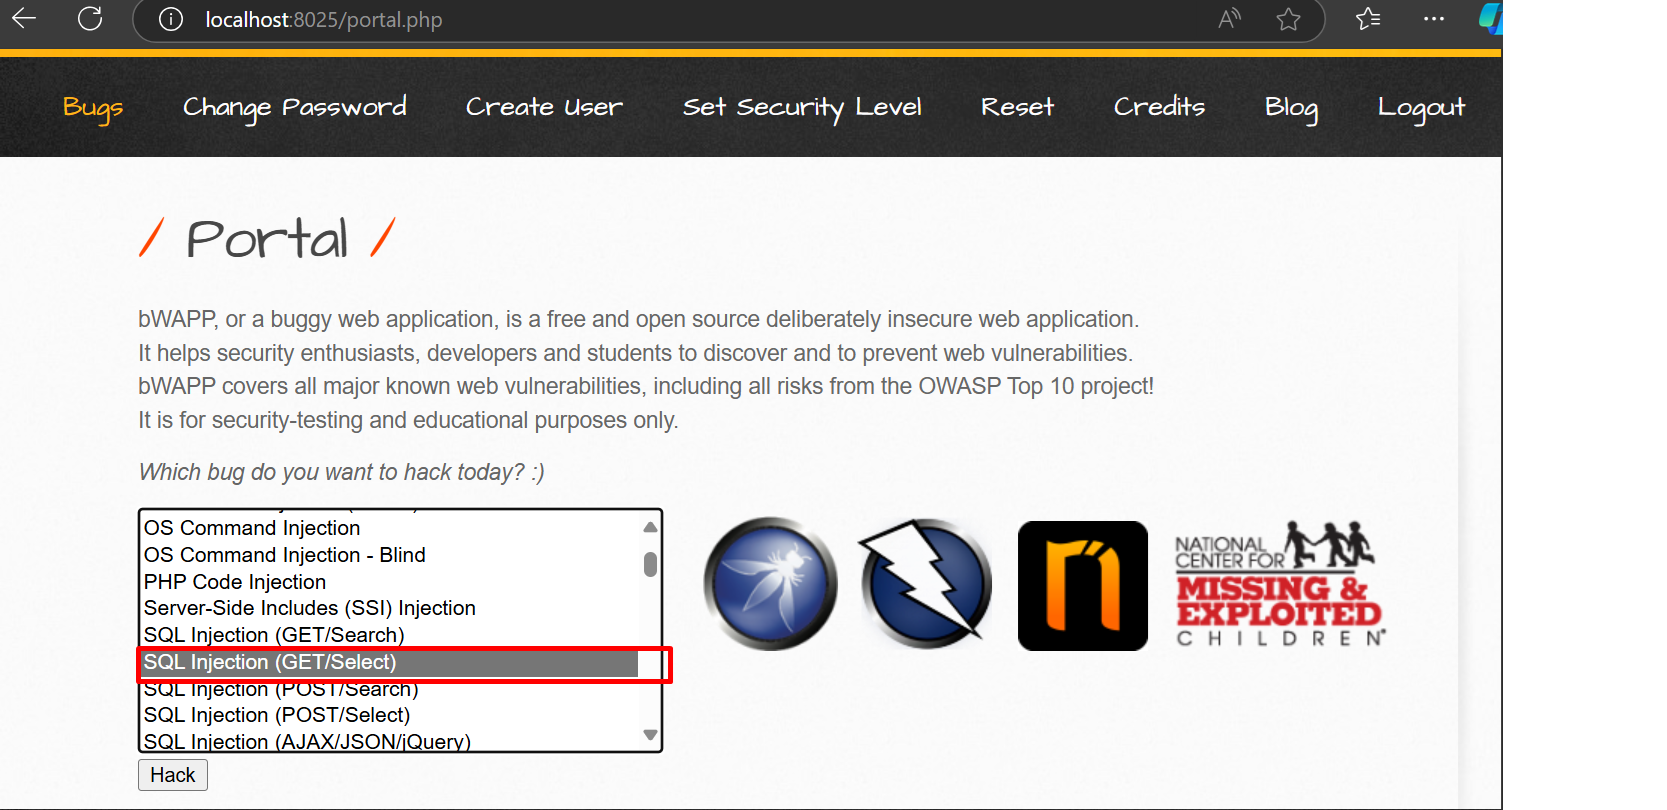 localhost:8025/portal.php
Bugs Change Password Create User Set Security Level Reset Credits Blog Logout
/ Portal /
bWAPP, or a buggy web application, is a free and open source deliberately insecure web application.
It helps security enthusiasts, developers and students to discover and to prevent web vulnerabilities.
bWAPP covers all major known web vulnerabilities, including all risks from the OWASP Top 10 project!
It is for security-testing and educational purposes only.
Which bug do you want to hack today? :)
OS Command Injection
OS Command Injection - Blind
PHP Code Injection
Server-Side Includes (SSI) Injection
SQL Injection (GET/Search)
SQL Injection (GET/Select)
SQL Injection (POST/Search)
SQL Injection (POST/Select)
SQL Injection (AJAX/JSON/jQuery)
Hack
NATIONAL
CENTER FOR
MISSING &
EXPLOITED
CHILDREN®